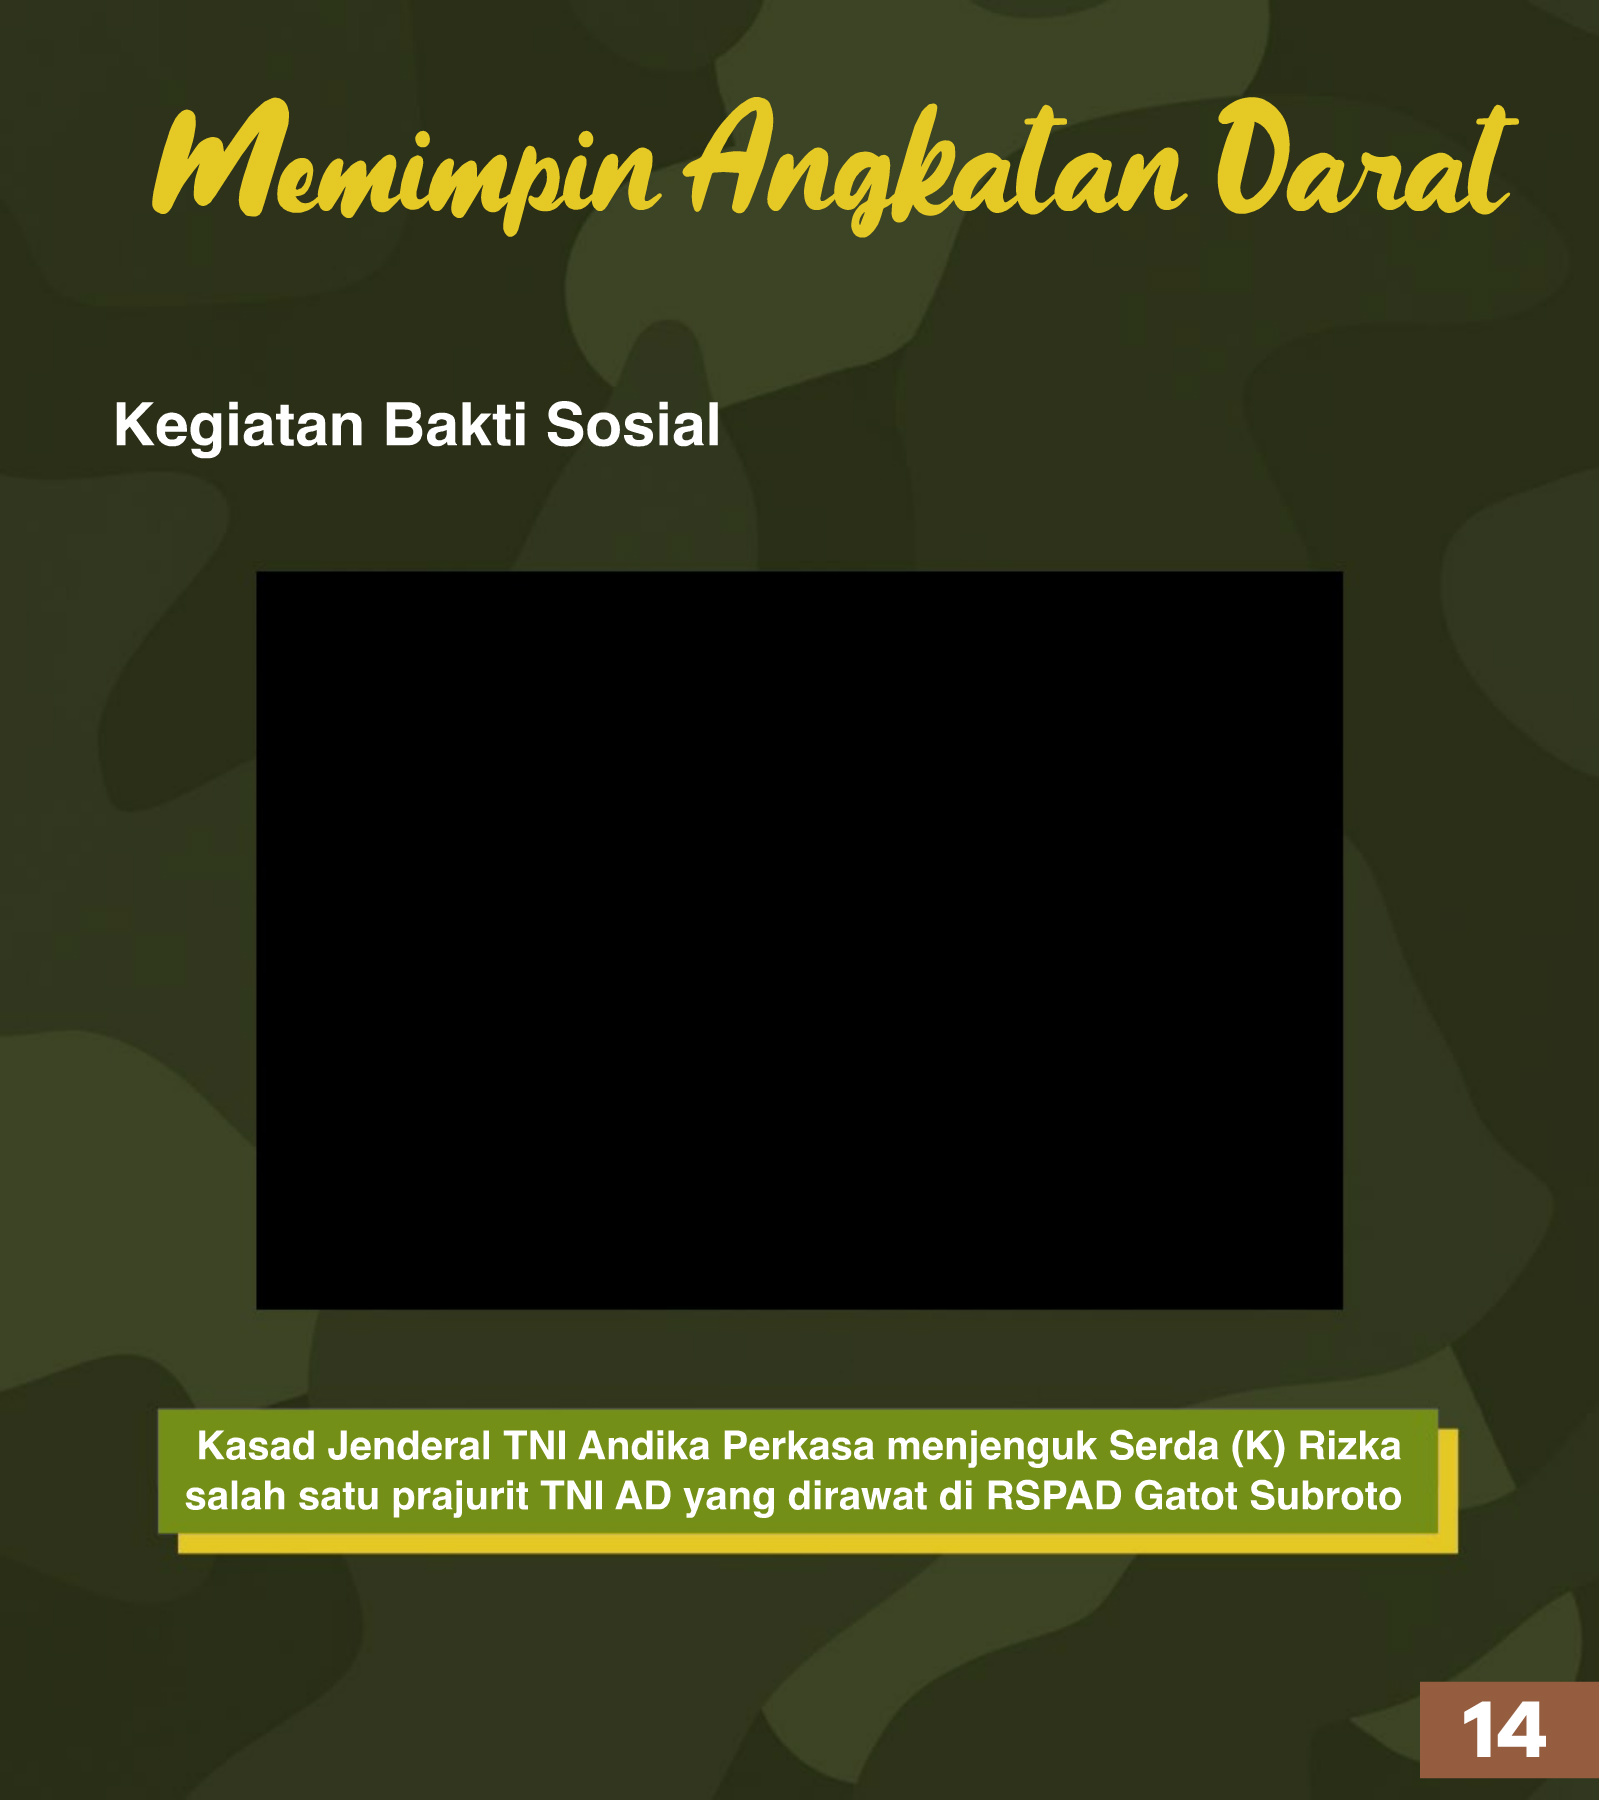 Memimpin Angkatan Darat
Kegiatan Bakti Sosial
Kasad Jenderal TNI Andika Perkasa menjenguk Serda (K) Rizka
salah satu prajurit TNI AD yang dirawat di RSPAD Gatot Subroto
14